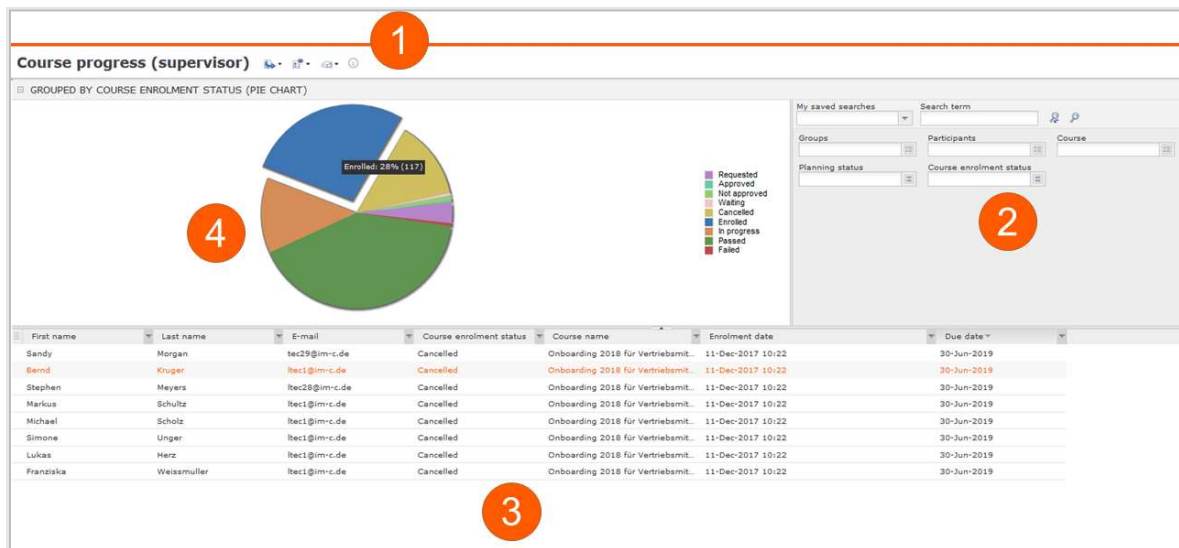 1
Course progress (supervisor)
GROUPED BY COURSE ENROLMENT STATUS (PIE CHART)
My saved searches Search term
Groups Participants Course
Planning status Course enrolment status
Enrolled: 28% (117)
Requested
Approved
Not approved
Waiting
Cancelled
Enrolled
In progress
Passed
Failed
4
2
First name Last name E-mail Course enrolment status Course name Enrolment date Due date
Sandy Morgan tec29@im-c.de Cancelled Onboarding 2018 für Vertriebsmit... 11-Dec-2017 10:22 30-Jun-2019
Bernd Kruger ltec1@im-c.de Cancelled Onboarding 2018 für Vertriebsmit... 11-Dec-2017 10:22 30-Jun-2019
Stephen Meyers ltec28@im-c.de Cancelled Onboarding 2018 für Vertriebsmit... 11-Dec-2017 10:22 30-Jun-2019
Markus Schultz ltec1@im-c.de Cancelled Onboarding 2018 für Vertriebsmit... 11-Dec-2017 10:22 30-Jun-2019
Michael Scholz ltec1@im-c.de Cancelled Onboarding 2018 für Vertriebsmit... 11-Dec-2017 10:22 30-Jun-2019
Simone Unger ltec1@im-c.de Cancelled Onboarding 2018 für Vertriebsmit... 11-Dec-2017 10:22 30-Jun-2019
Lukas Herz ltec1@im-c.de Cancelled Onboarding 2018 für Vertriebsmit... 11-Dec-2017 10:22 30-Jun-2019
Franziska Weissmuller ltec1@im-c.de Cancelled Onboarding 2018 für Vertriebsmit... 11-Dec-2017 10:22 30-Jun-2019
3